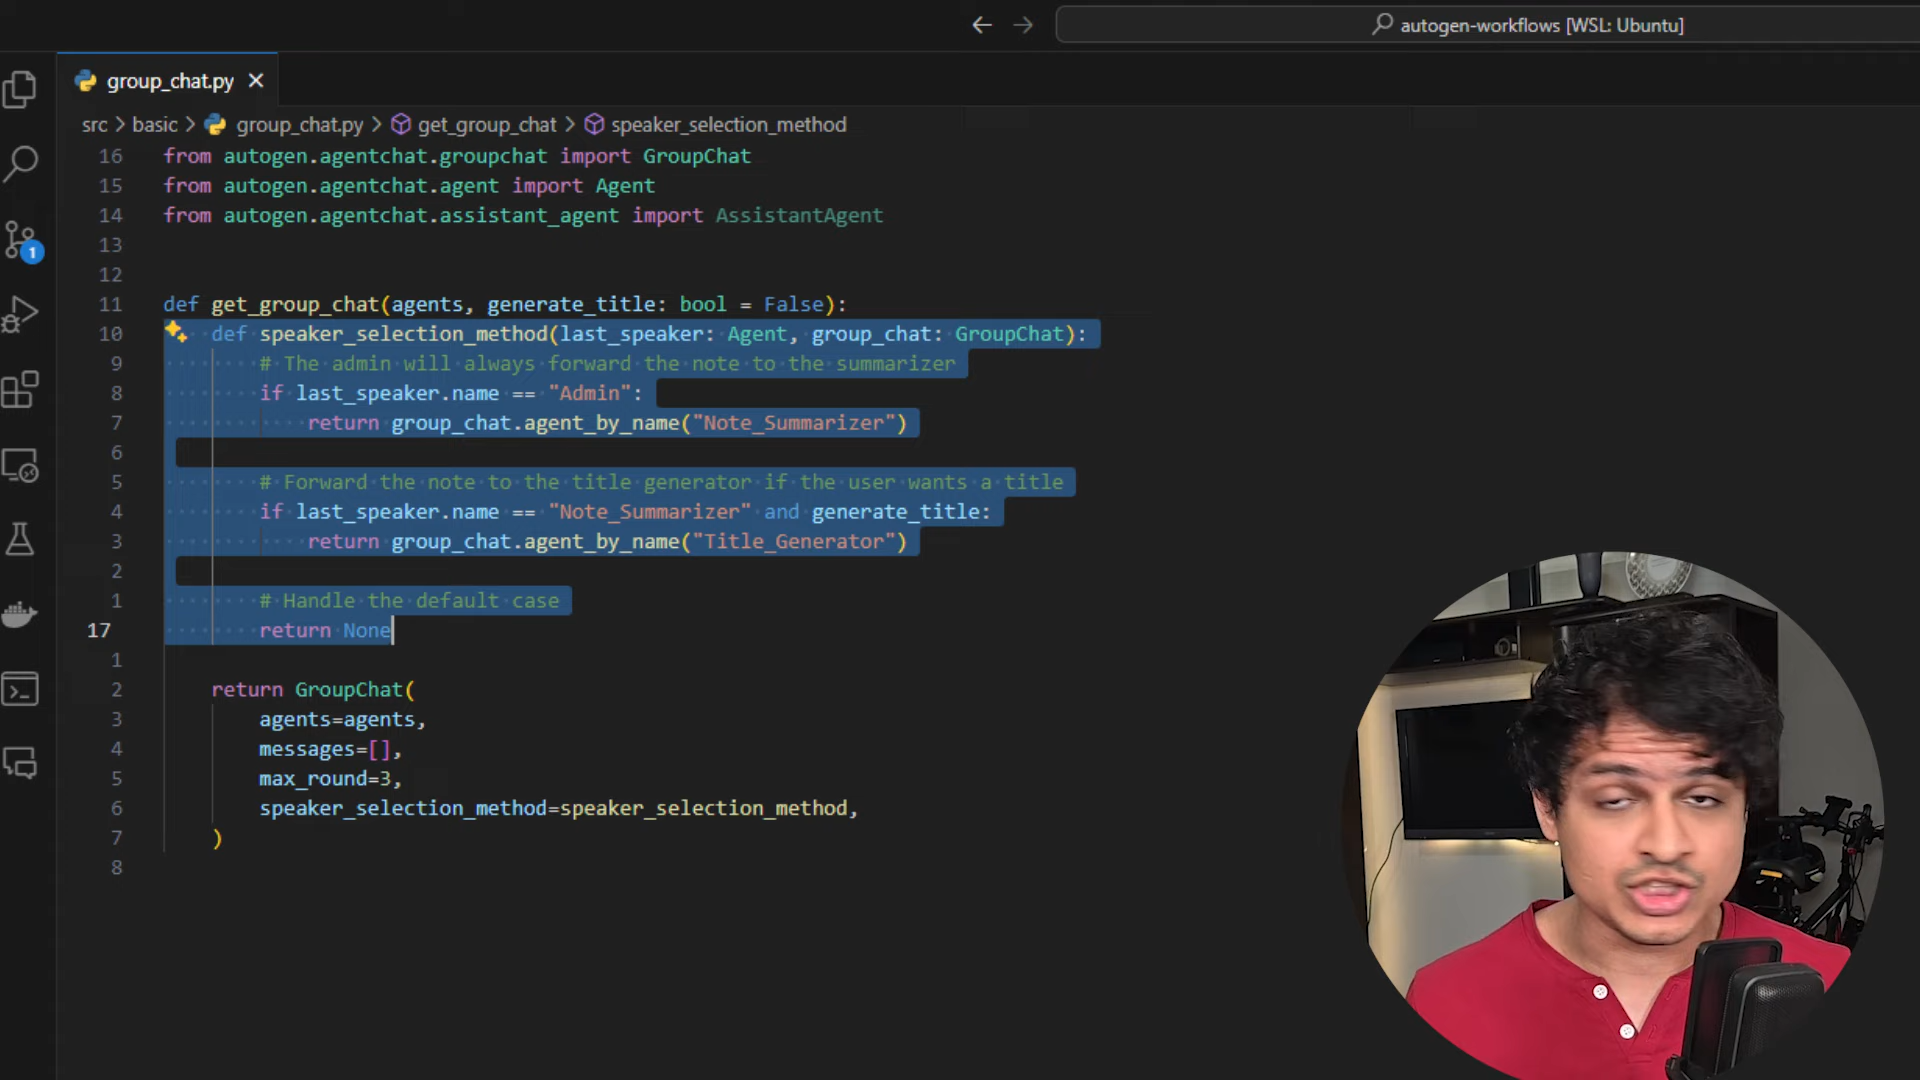 autogen-workflows [WSL: Ubuntu]
group_chat.py
src > basic > group_chat.py > get_group_chat > speaker_selection_method
16 from autogen.agentchat.groupchat import GroupChat
15 from autogen.agentchat.agent import Agent
14 from autogen.agentchat.assistant_agent import AssistantAgent
13
12
11 def get_group_chat(agents, generate_title: bool = False):
10     def speaker_selection_method(last_speaker: Agent, group_chat: GroupChat):
9         # The admin will always forward the note to the summarizer
8         if last_speaker.name == "Admin":
7             return group_chat.agent_by_name("Note_Summarizer")
6
5         # Forward the note to the title generator if the user wants a title
4         if last_speaker.name == "Note_Summarizer" and generate_title:
3             return group_chat.agent_by_name("Title_Generator")
2
1         # Handle the default case
17         return None
1
2     return GroupChat(
3         agents=agents,
4         messages=[],
5         max_round=3,
6         speaker_selection_method=speaker_selection_method,
7     )
8
1